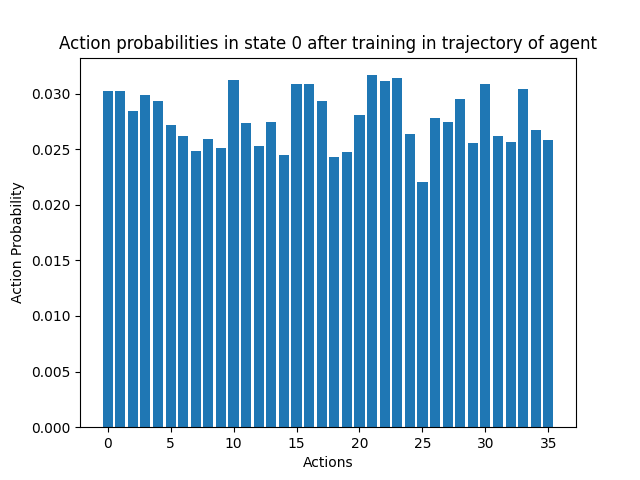 Action probabilities in state 0 after training in trajectory of agent
0.030
0.025
0.020
0.015
0.010
0.005
0.000
Action Probability
0 5 10 15 20 25 30 35
Actions